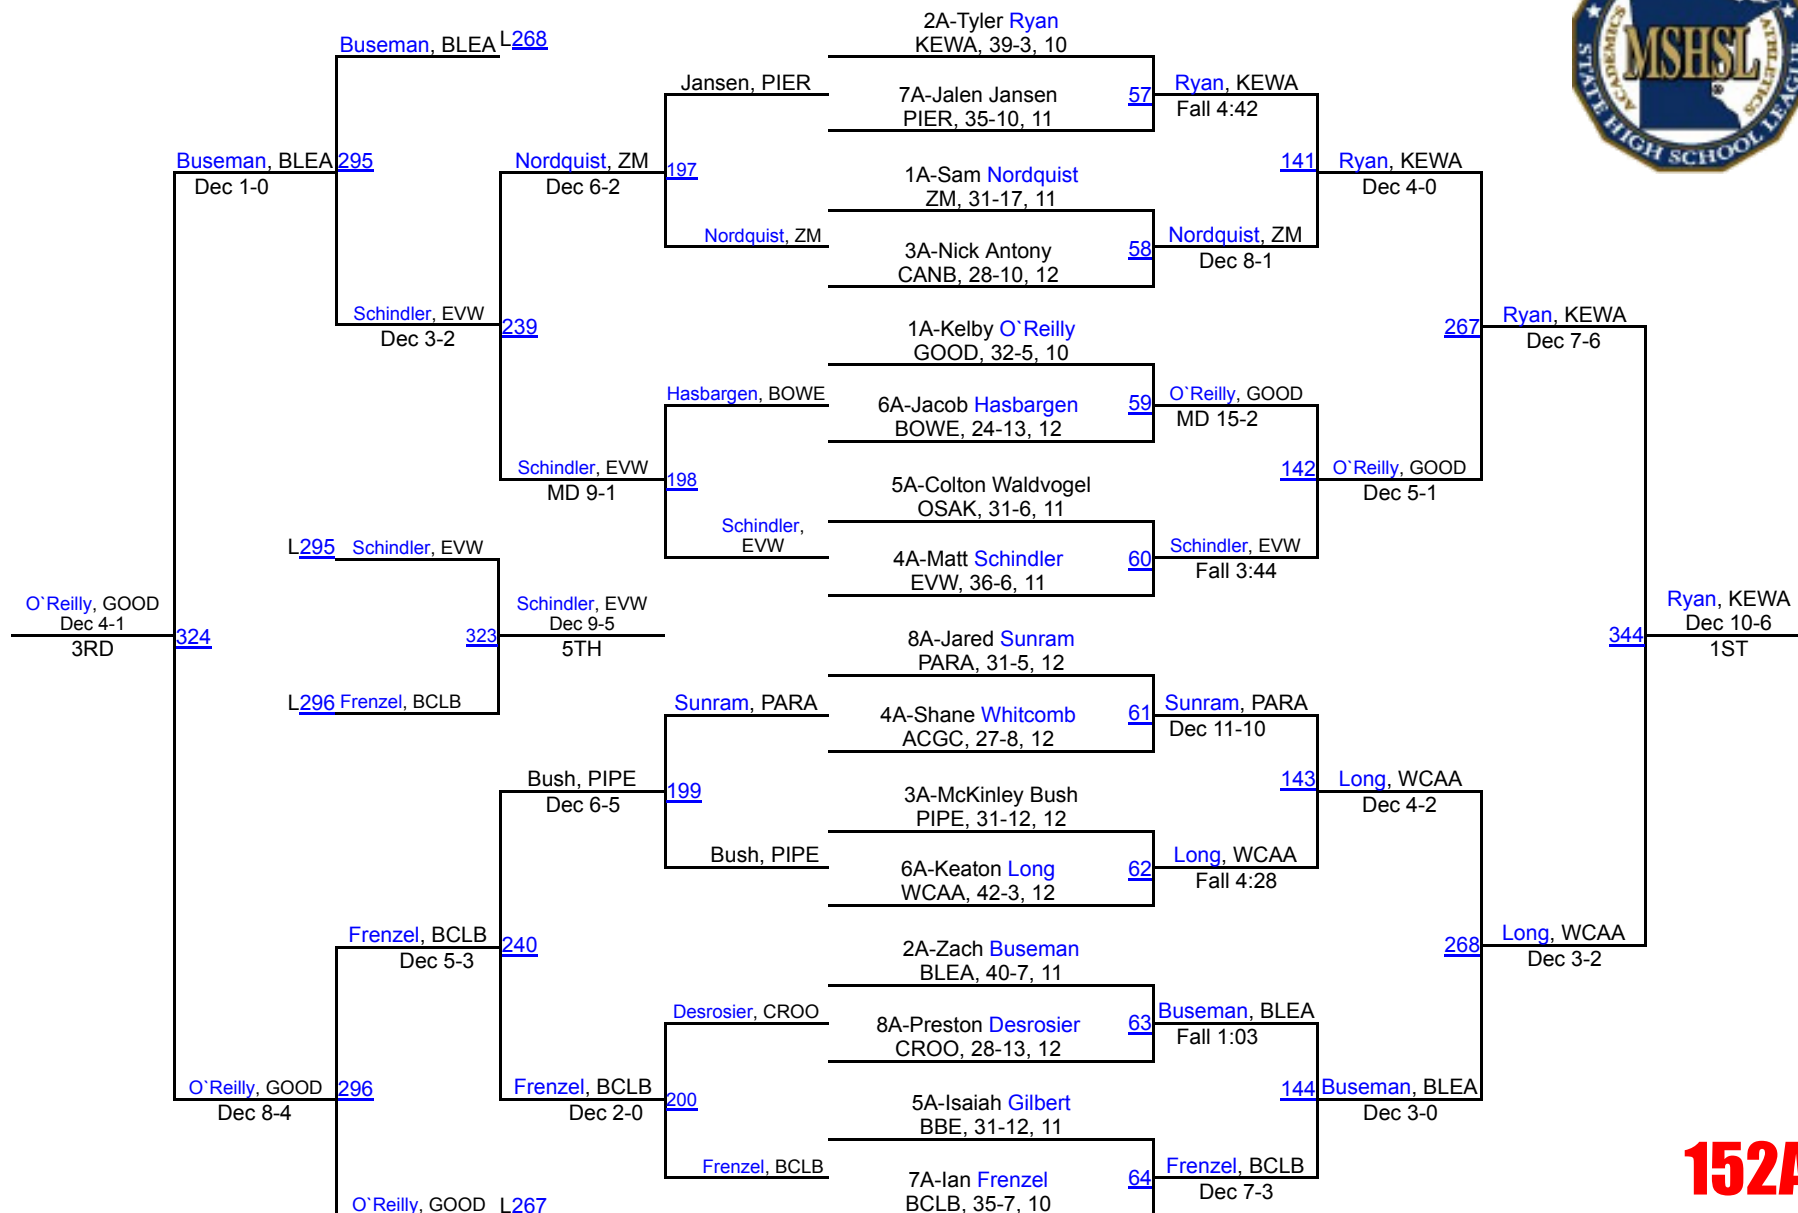 2A-Tyler Ryan
KEWA, 39-3, 10
Buseman, BLEA L268
Jansen, PIER
7A-Jalen Jansen
PIER, 35-10, 11
57
Ryan, KEWA
Fall 4:42
Buseman, BLEA
Dec 1-0
295
Nordquist, ZM
Dec 6-2
197
1A-Sam Nordquist
ZM, 31-17, 11
141
Ryan, KEWA
Dec 4-0
Nordquist, ZM
3A-Nick Antony
CANB, 28-10, 12
58
Nordquist, ZM
Dec 8-1
Schindler, EVW
Dec 3-2
239
1A-Kelby O`Reilly
GOOD, 32-5, 10
267
Ryan, KEWA
Dec 7-6
Hasbargen, BOWE
6A-Jacob Hasbargen
BOWE, 24-13, 12
59
O`Reilly, GOOD
MD 15-2
Schindler, EVW
MD 9-1
198
5A-Colton Waldvogel
OSAK, 31-6, 11
142
O`Reilly, GOOD
Dec 5-1
Schindler,
EVW
4A-Matt Schindler
EVW, 36-6, 11
60
Schindler, EVW
Fall 3:44
L295 Schindler, EVW
O`Reilly, GOOD
Dec 4-1
3RD
324
323
Schindler, EVW
Dec 9-5
5TH
8A-Jared Sunram
PARA, 31-5, 12
344
Ryan, KEWA
Dec 10-6
1ST
L296 Frenzel, BCLB
Sunram, PARA
4A-Shane Whitcomb
ACGC, 27-8, 12
61
Sunram, PARA
Dec 11-10
Bush, PIPE
Dec 6-5
199
3A-McKinley Bush
PIPE, 31-12, 12
143
Long, WCAA
Dec 4-2
Bush, PIPE
6A-Keaton Long
WCAA, 42-3, 12
62
Long, WCAA
Fall 4:28
Frenzel, BCLB
Dec 5-3
240
2A-Zach Buseman
BLEA, 40-7, 11
268
Long, WCAA
Dec 3-2
Desrosier, CROO
8A-Preston Desrosier
CROO, 28-13, 12
63
Buseman, BLEA
Fall 1:03
O`Reilly, GOOD
Dec 8-4
296
Frenzel, BCLB
Dec 2-0
200
5A-Isaiah Gilbert
BBE, 31-12, 11
144
Buseman, BLEA
Dec 3-0
Frenzel, BCLB
7A-Ian Frenzel
BCLB, 35-7, 10
64
Frenzel, BCLB
Dec 7-3
O`Reilly, GOOD L267
152A
MSHSL
ACADEMICS
ATHLETICS
STATE HIGH SCHOOL LEAGUE